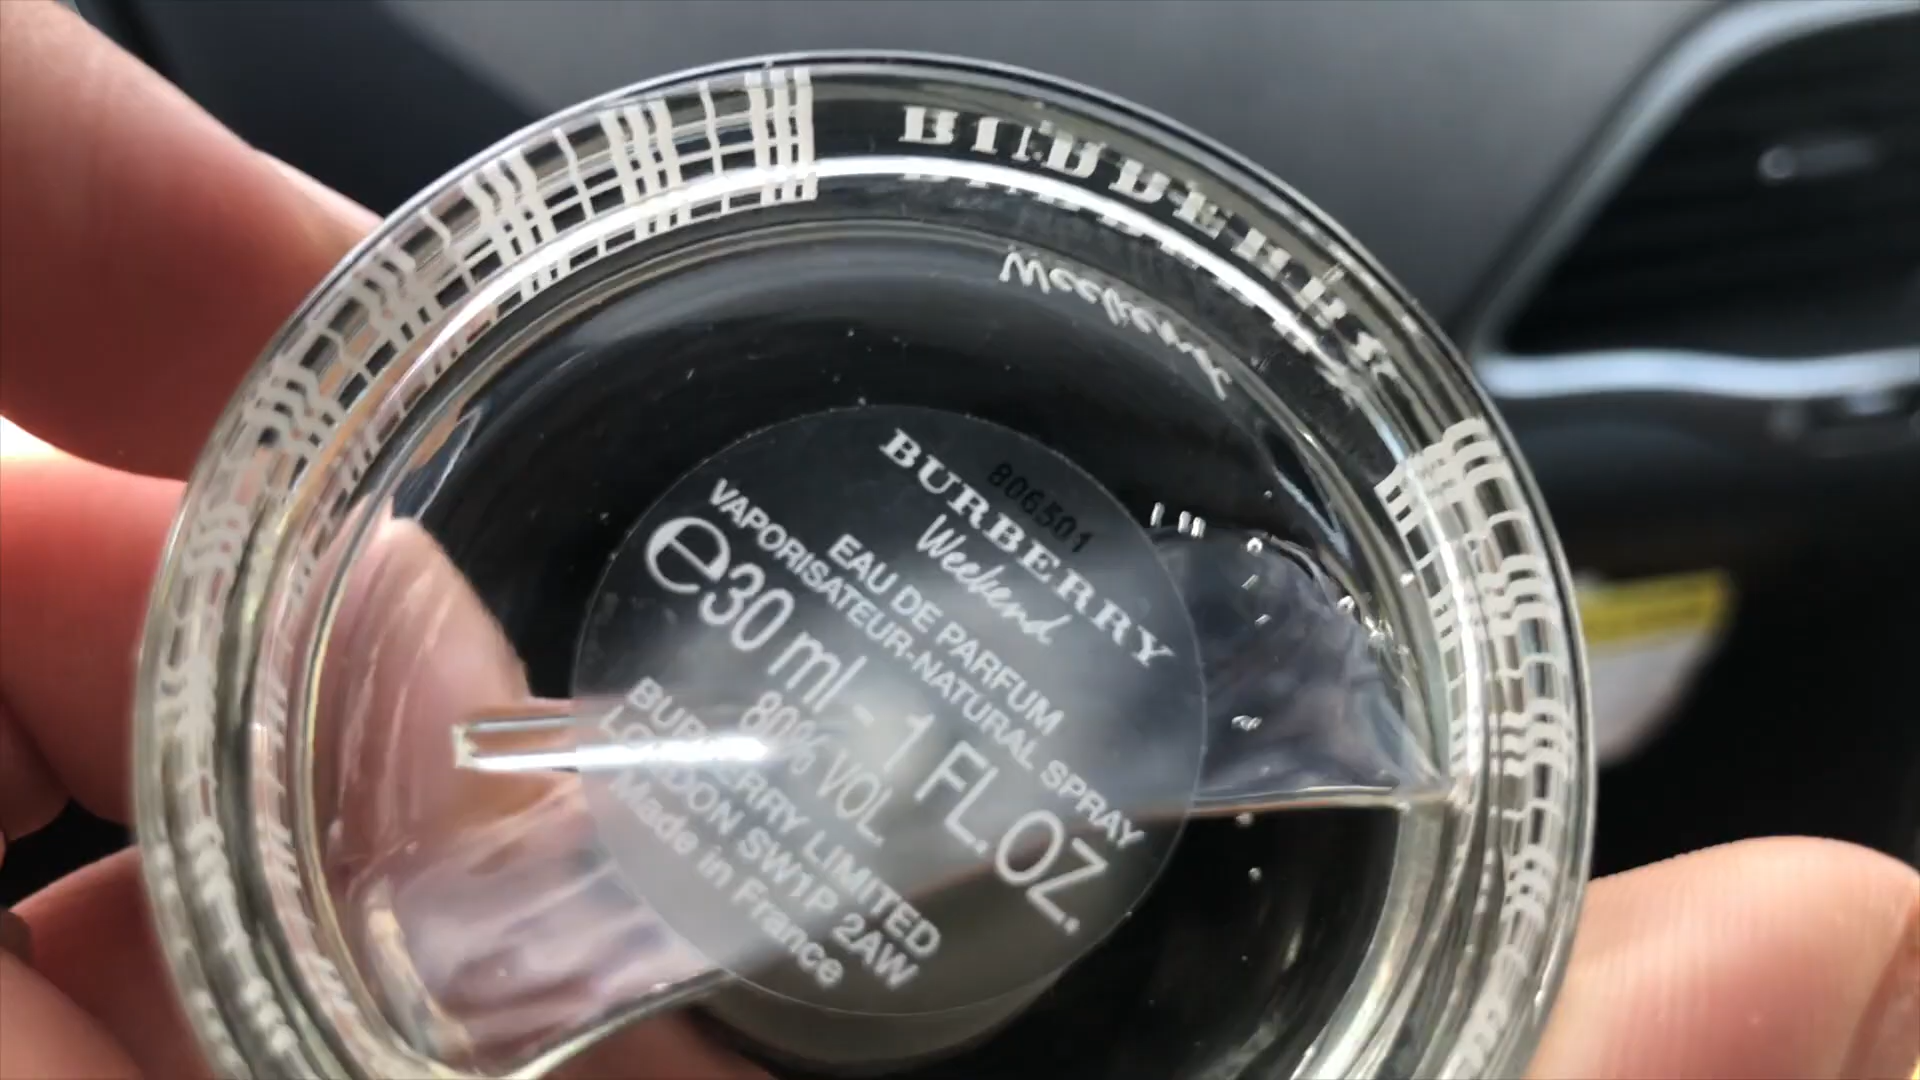 BURBERRY
Weekend
BURBERRY
806501
Weekend
EAU DE PARFUM
VAPORISATEUR-NATURAL SPRAY
℮30 ml - 1 FL.OZ.
80% VOL
BURBERRY LIMITED
LONDON SW1P 2AW
Made in France